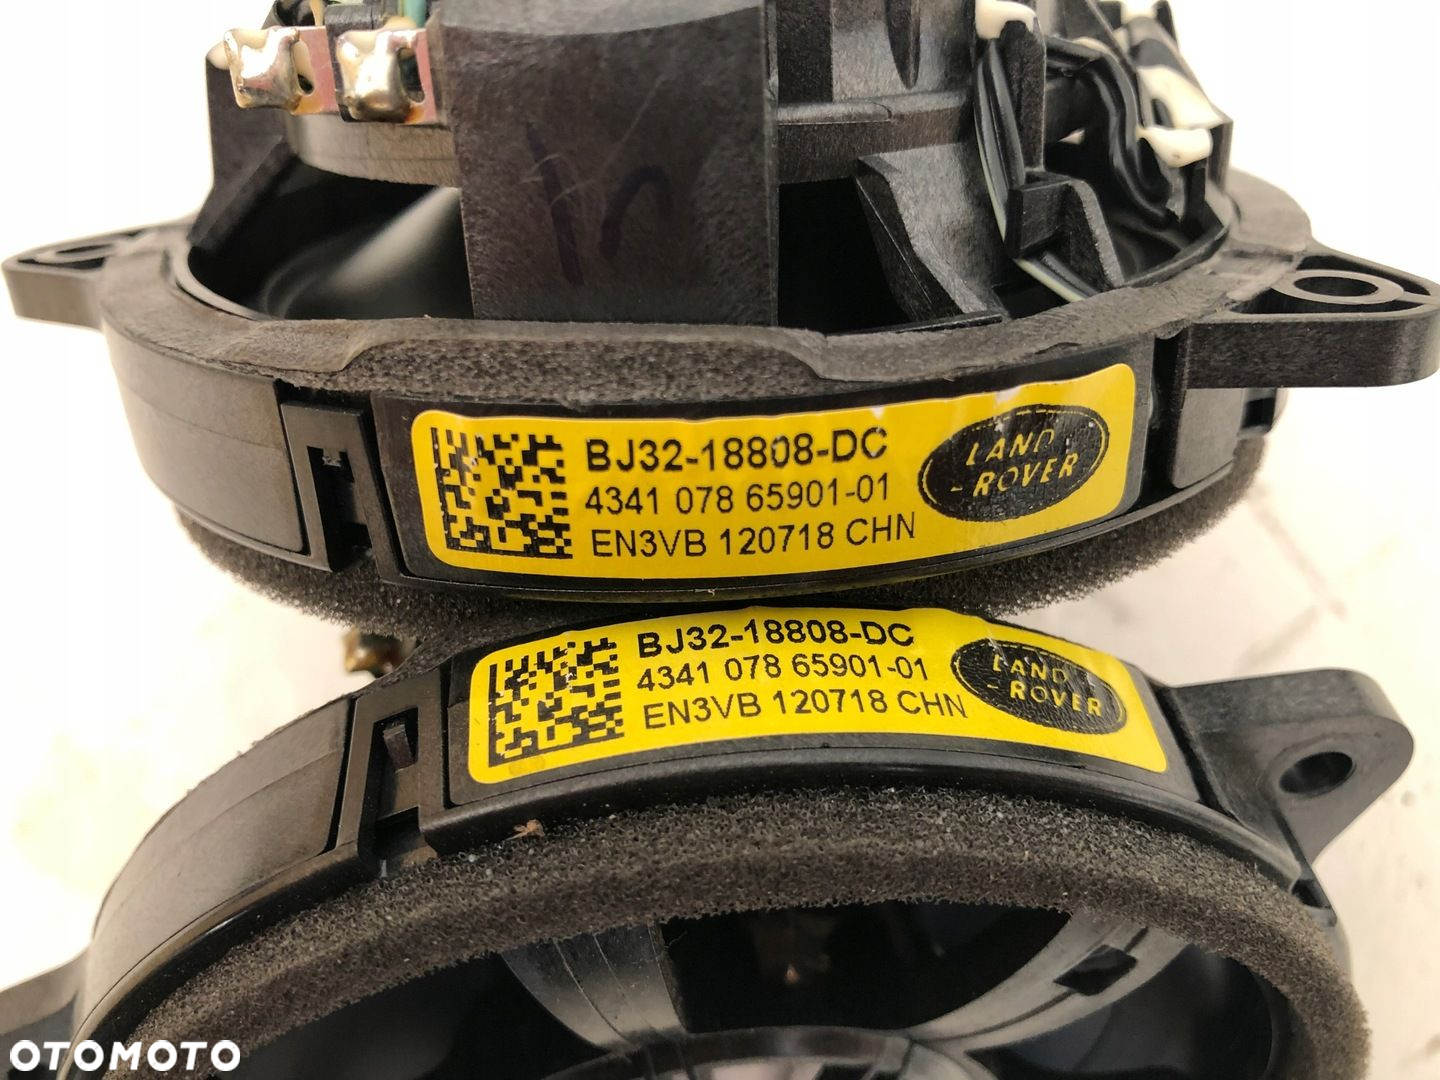 BJ32-18808-DC
4341 078 65901-01
EN3VB 120718 CHN
LAND
-ROVER
BJ32-18808-DC
4341 078 65901-01
EN3VB 120718 CHN
LAND
-ROVER
OTOMOTO